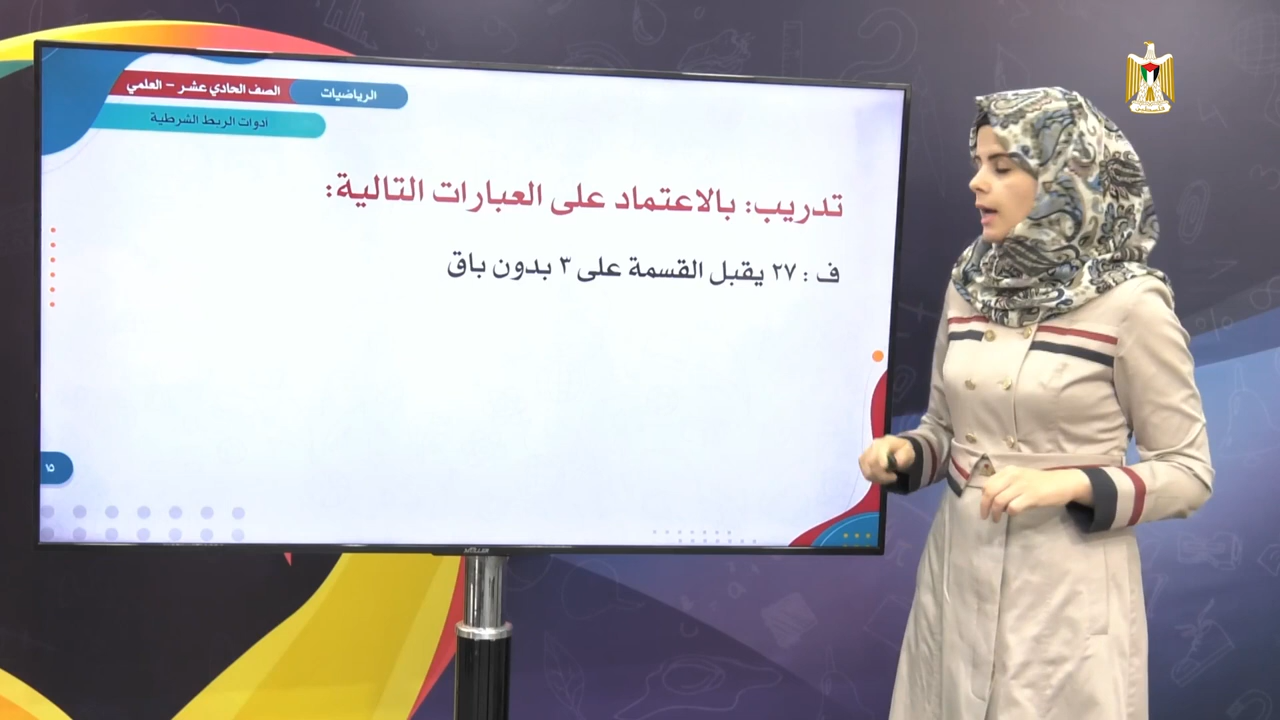 الرياضيات الصف الحادي عشر – العلمي
أدوات الربط الشرطية
تدريب: بالاعتماد على العبارات التالية:
ف : ٢٧ يقبل القسمة على ٣ بدون باق
١٥